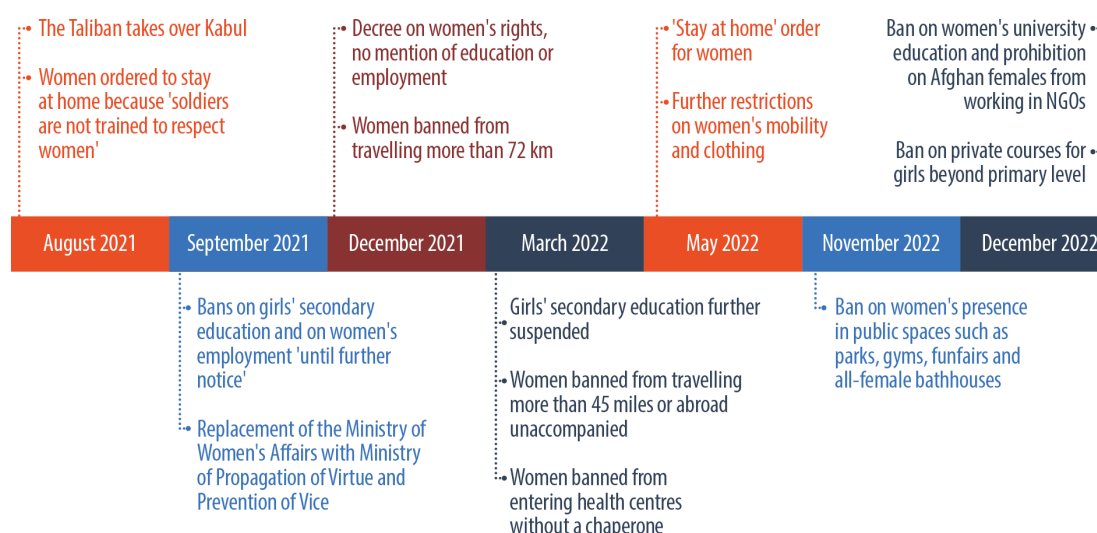 The Taliban takes over Kabul
Women ordered to stay
at home because 'soldiers
are not trained to respect
women'
Decree on women's rights,
no mention of education or
employment
Women banned from
travelling more than 72 km
'Stay at home' order
for women
Further restrictions
on women's mobility
and clothing
Ban on women's university
education and prohibition
on Afghan females from
working in NGOs
Ban on private courses for
girls beyond primary level
August 2021
September 2021
December 2021
March 2022
May 2022
November 2022
December 2022
Bans on girls' secondary
education and on women's
employment 'until further
notice'
Replacement of the Ministry of
Women's Affairs with Ministry
of Propagation of Virtue and
Prevention of Vice
Girls' secondary education further
suspended
Women banned from travelling
more than 45 miles or abroad
unaccompanied
Women banned from
entering health centres
without a chaperone
Ban on women's presence
in public spaces such as
parks, gyms, funfairs and
all-female bathhouses